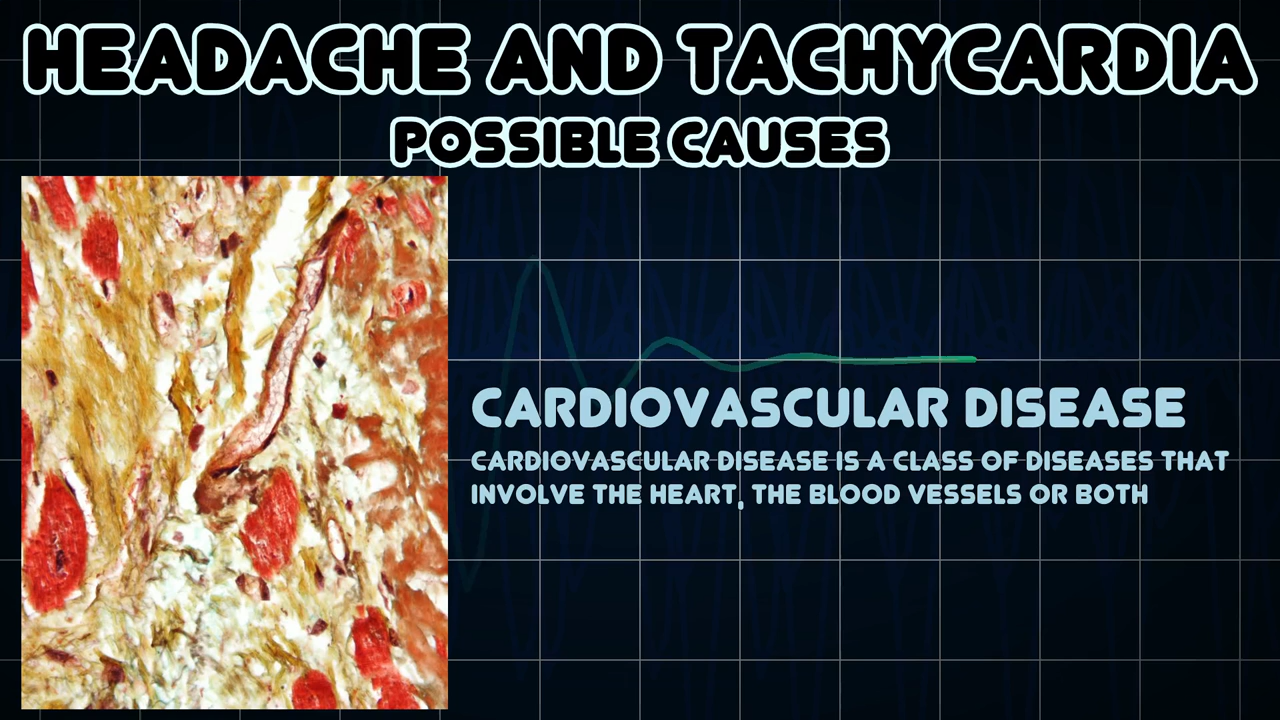 HEADACHE AND TACHYCARDIA
POSSIBLE CAUSES
CARDIOVASCULAR DISEASE
CARDIOVASCULAR DISEASE IS A CLASS OF DISEASES THAT
INVOLVE THE HEART, THE BLOOD VESSELS OR BOTH